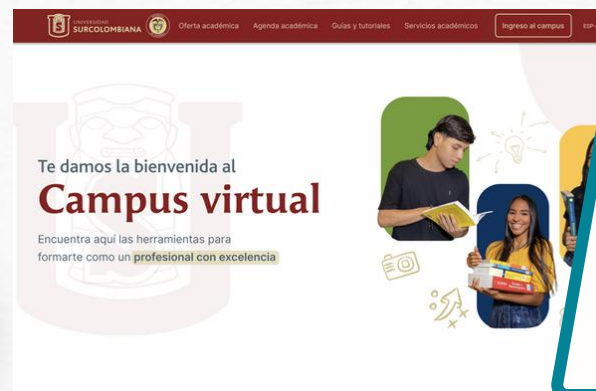 UNIVERSIDAD
SURCOLOMBIANA
Oferta académica
Agenda académica
Guías y tutoriales
Servicios académicos
Ingreso al campus
Te damos la bienvenida al
Campus virtual
Encuentra aquí las herramientas para
formarte como un profesional con excelencia